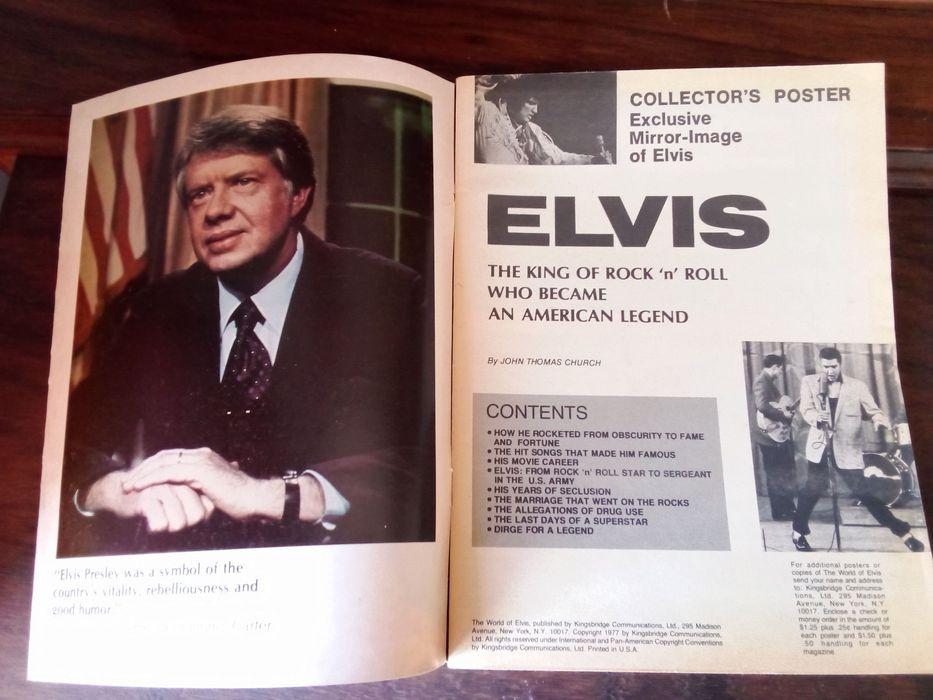 "Elvis Presley was a symbol of the
country's vitality, rebelliousness and
good humor."
Carter
COLLECTOR'S POSTER
Exclusive
Mirror-Image
of Elvis
ELVIS
THE KING OF ROCK 'n' ROLL
WHO BECAME
AN AMERICAN LEGEND
By JOHN THOMAS CHURCH
CONTENTS
• HOW HE ROCKETED FROM OBSCURITY TO FAME
AND FORTUNE
• THE HIT SONGS THAT MADE HIM FAMOUS
• HIS MOVIE CAREER
• ELVIS: FROM ROCK 'n' ROLL STAR TO SERGEANT
IN THE U.S. ARMY
• HIS YEARS OF SECLUSION
• THE MARRIAGE THAT WENT ON THE ROCKS
• THE ALLEGATIONS OF DRUG USE
• THE LAST DAYS OF A SUPERSTAR
• DIRGE FOR A LEGEND
For additional posters or
copies of The World of Elvis
send your name and address
to: Kingsbridge Communica-
tions, Ltd. 295 Madison
Avenue, New York, N.Y.
10017. Enclose a check or
money order in the amount of
$1.25 plus .25¢ handling for
each poster and $1.50 plus
.50 handling for each
magazine.
The World of Elvis, published by Kingsbridge Communications, Ltd., 295 Madison
Avenue, New York, N.Y. 10017. Copyright 1977 by Kingsbridge Communications,
Ltd. All rights reserved under International and Pan-American Copyright Conventions
by Kingsbridge Communications, Ltd. Printed in U.S.A.